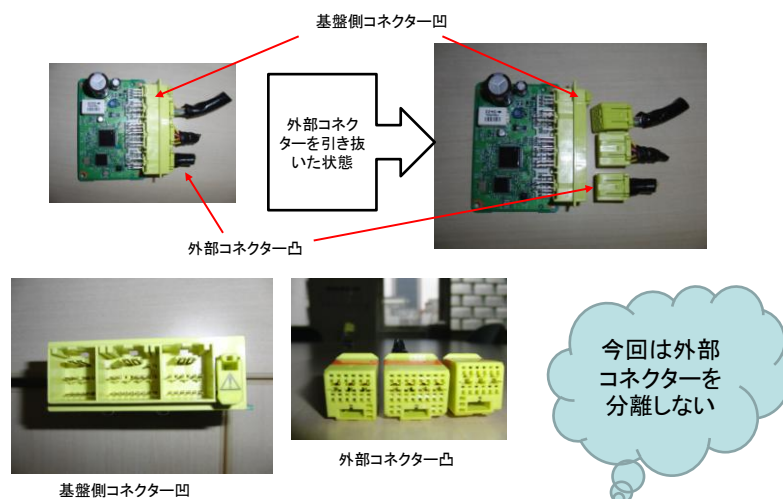 基盤側コネクター凹
外部コネク
ターを引き抜
いた状態
外部コネクター凸
今回は外部
コネクターを
分離しない
外部コネクター凸
基盤側コネクター凹